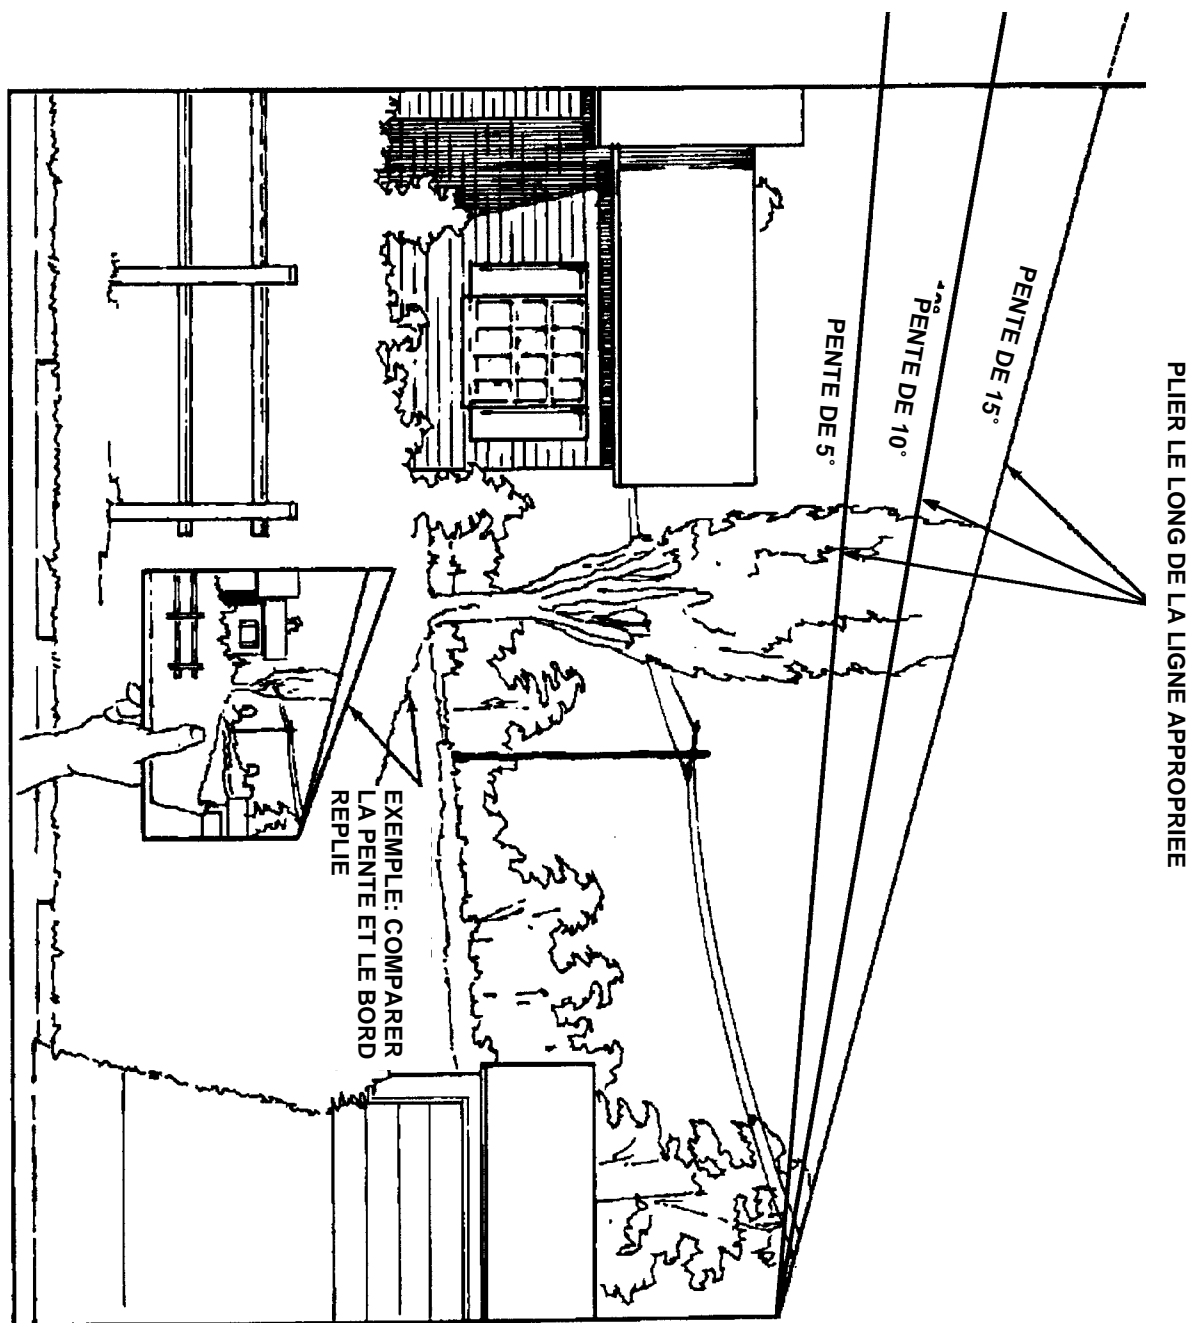 PLIER LE LONG DE LA LIGNE APPROPRIEE
PENTE DE 15°
10°
PENTE DE 10°
PENTE DE 5°
EXEMPLE: COMPARER
LA PENTE ET LE BORD
REPLIE